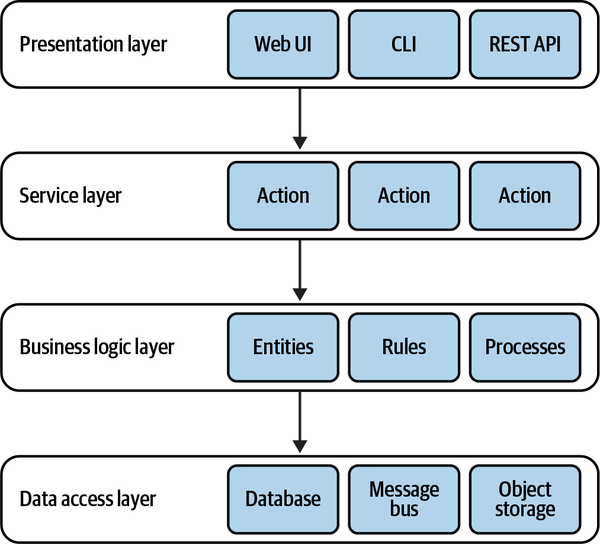 Presentation layer
Web UI
CLI
REST API
Service layer
Action
Action
Action
Business logic layer
Entities
Rules
Processes
Data access layer
Database
Message
bus
Object
storage